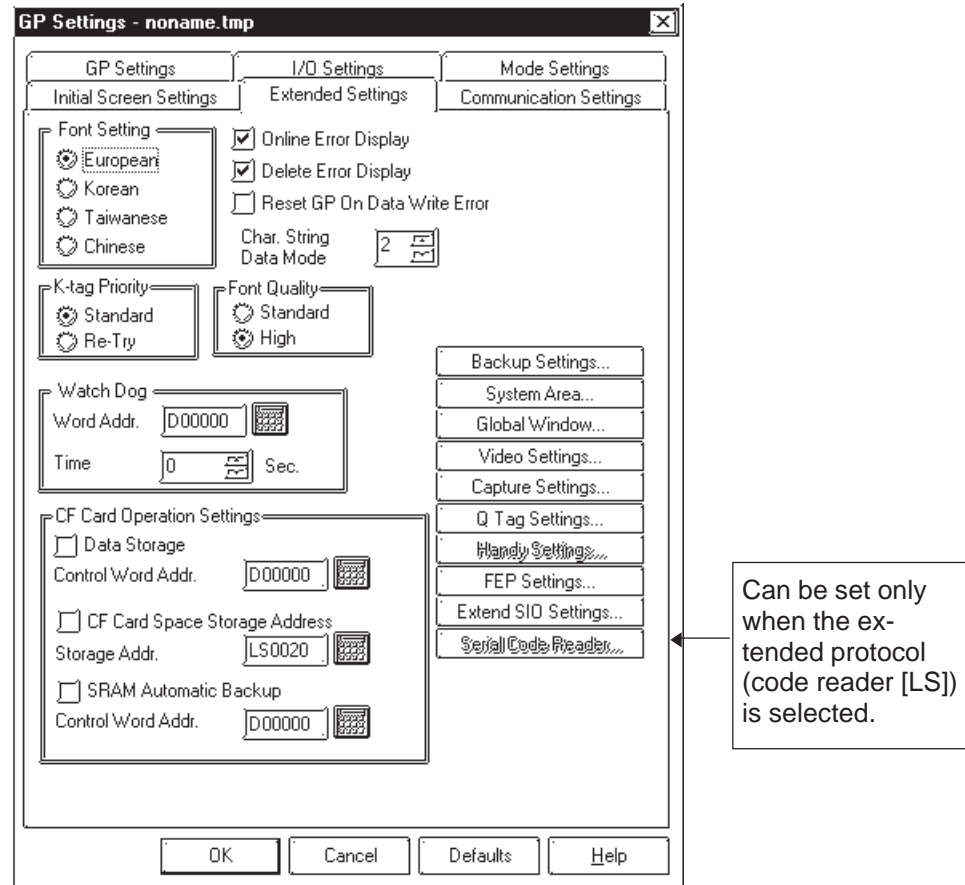 GP Settings - noname.tmp
GP Settings
I/O Settings
Mode Settings
Initial Screen Settings
Extended Settings
Communication Settings
Font Setting
European
Korean
Taiwanese
Chinese
Online Error Display
Delete Error Display
Reset GP On Data Write Error
Char. String
Data Mode
2
K-tag Priority
Standard
Re-Try
Font Quality
Standard
High
Watch Dog
Word Addr.
D00000
Time
0
Sec.
CF Card Operation Settings
Data Storage
Control Word Addr.
D00000
CF Card Space Storage Address
Storage Addr.
LS0020
SRAM Automatic Backup
Control Word Addr.
D00000
Backup Settings...
System Area...
Global Window...
Video Settings...
Capture Settings...
Q Tag Settings...
Handy Settings...
FEP Settings...
Extend SIO Settings...
Serial Code Reader...
Can be set only
when the ex-
tended protocol
(code reader [LS])
is selected.
OK
Cancel
Defaults
Help